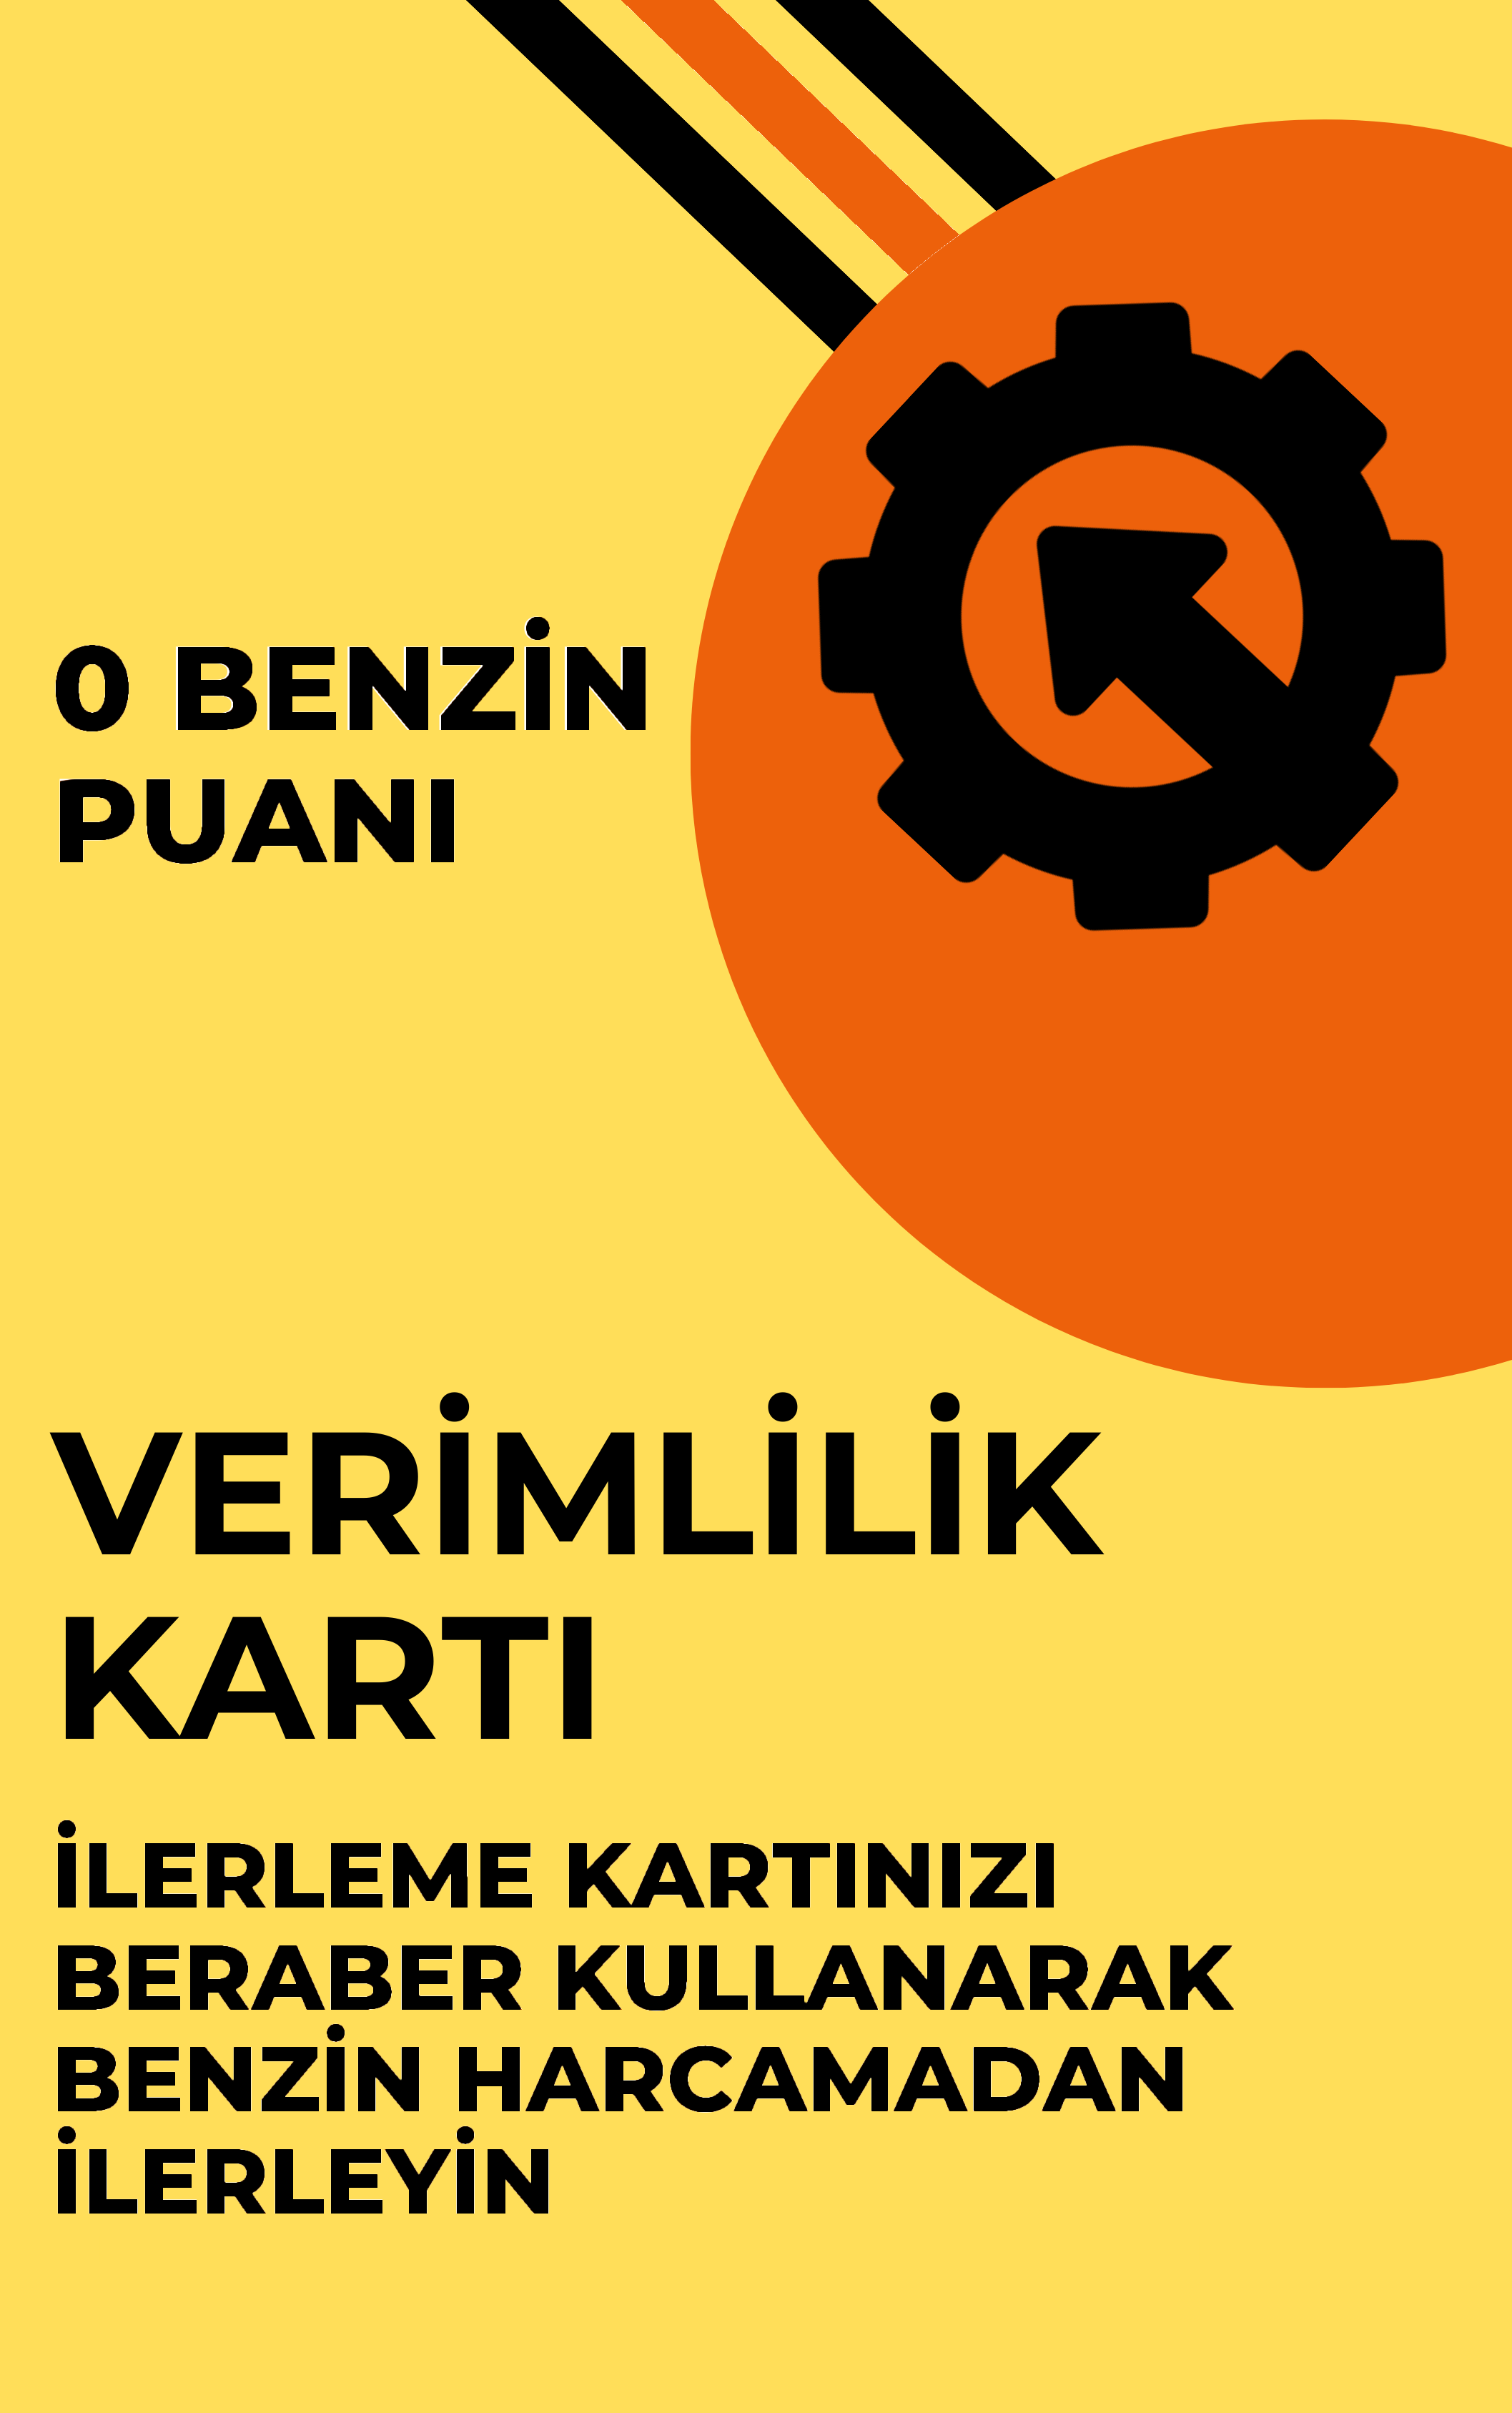 0 BENZİN
PUANI
VERİMLİLİK
KARTI
İLERLEME KARTINIZI
BERABER KULLANARAK
BENZİN HARCAMADAN
İLERLEYİN